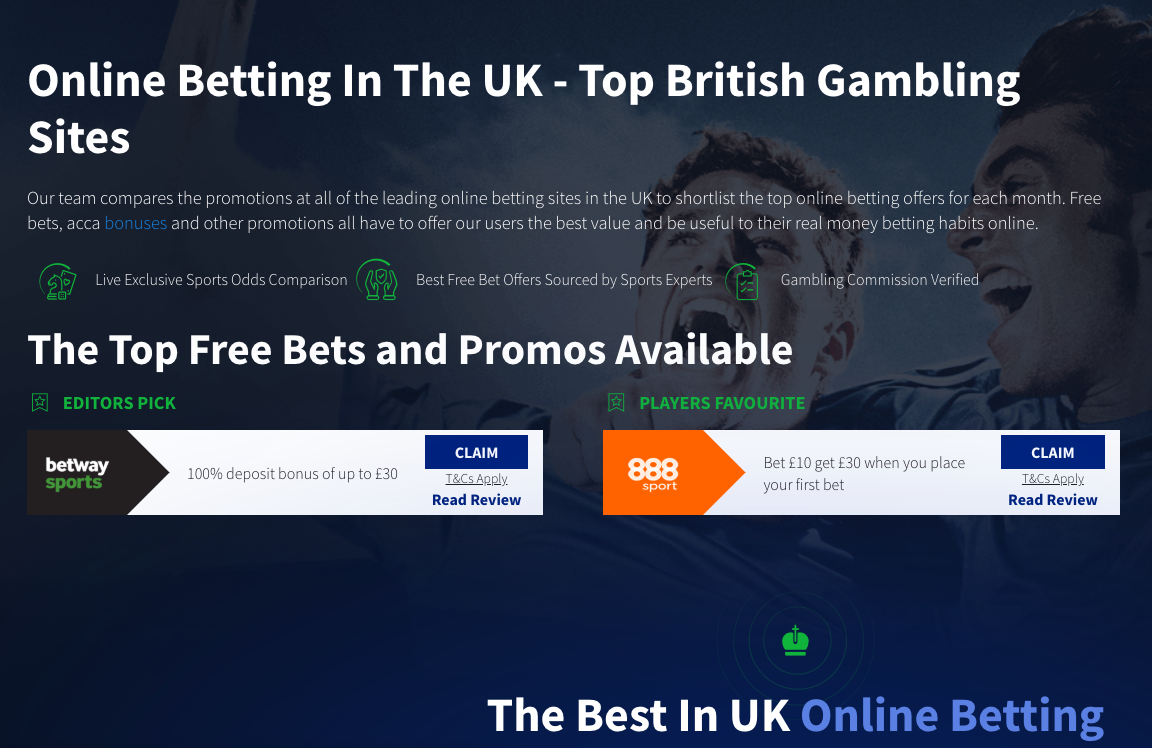 Online Betting In The UK - Top British Gambling
Sites
Our team compares the promotions at all of the leading online betting sites in the UK to shortlist the top online betting offers for each month. Free
bets, acca bonuses and other promotions all have to offer our users the best value and be useful to their real money betting habits online.
Live Exclusive Sports Odds Comparison
Best Free Bet Offers Sourced by Sports Experts
Gambling Commission Verified
The Top Free Bets and Promos Available
EDITORS PICK
betway
sports
100% deposit bonus of up to £30
CLAIM
T&Cs Apply
Read Review
PLAYERS FAVOURITE
888
sport
Bet £10 get £30 when you place
your first bet
CLAIM
T&Cs Apply
Read Review
The Best In UK Online Betting